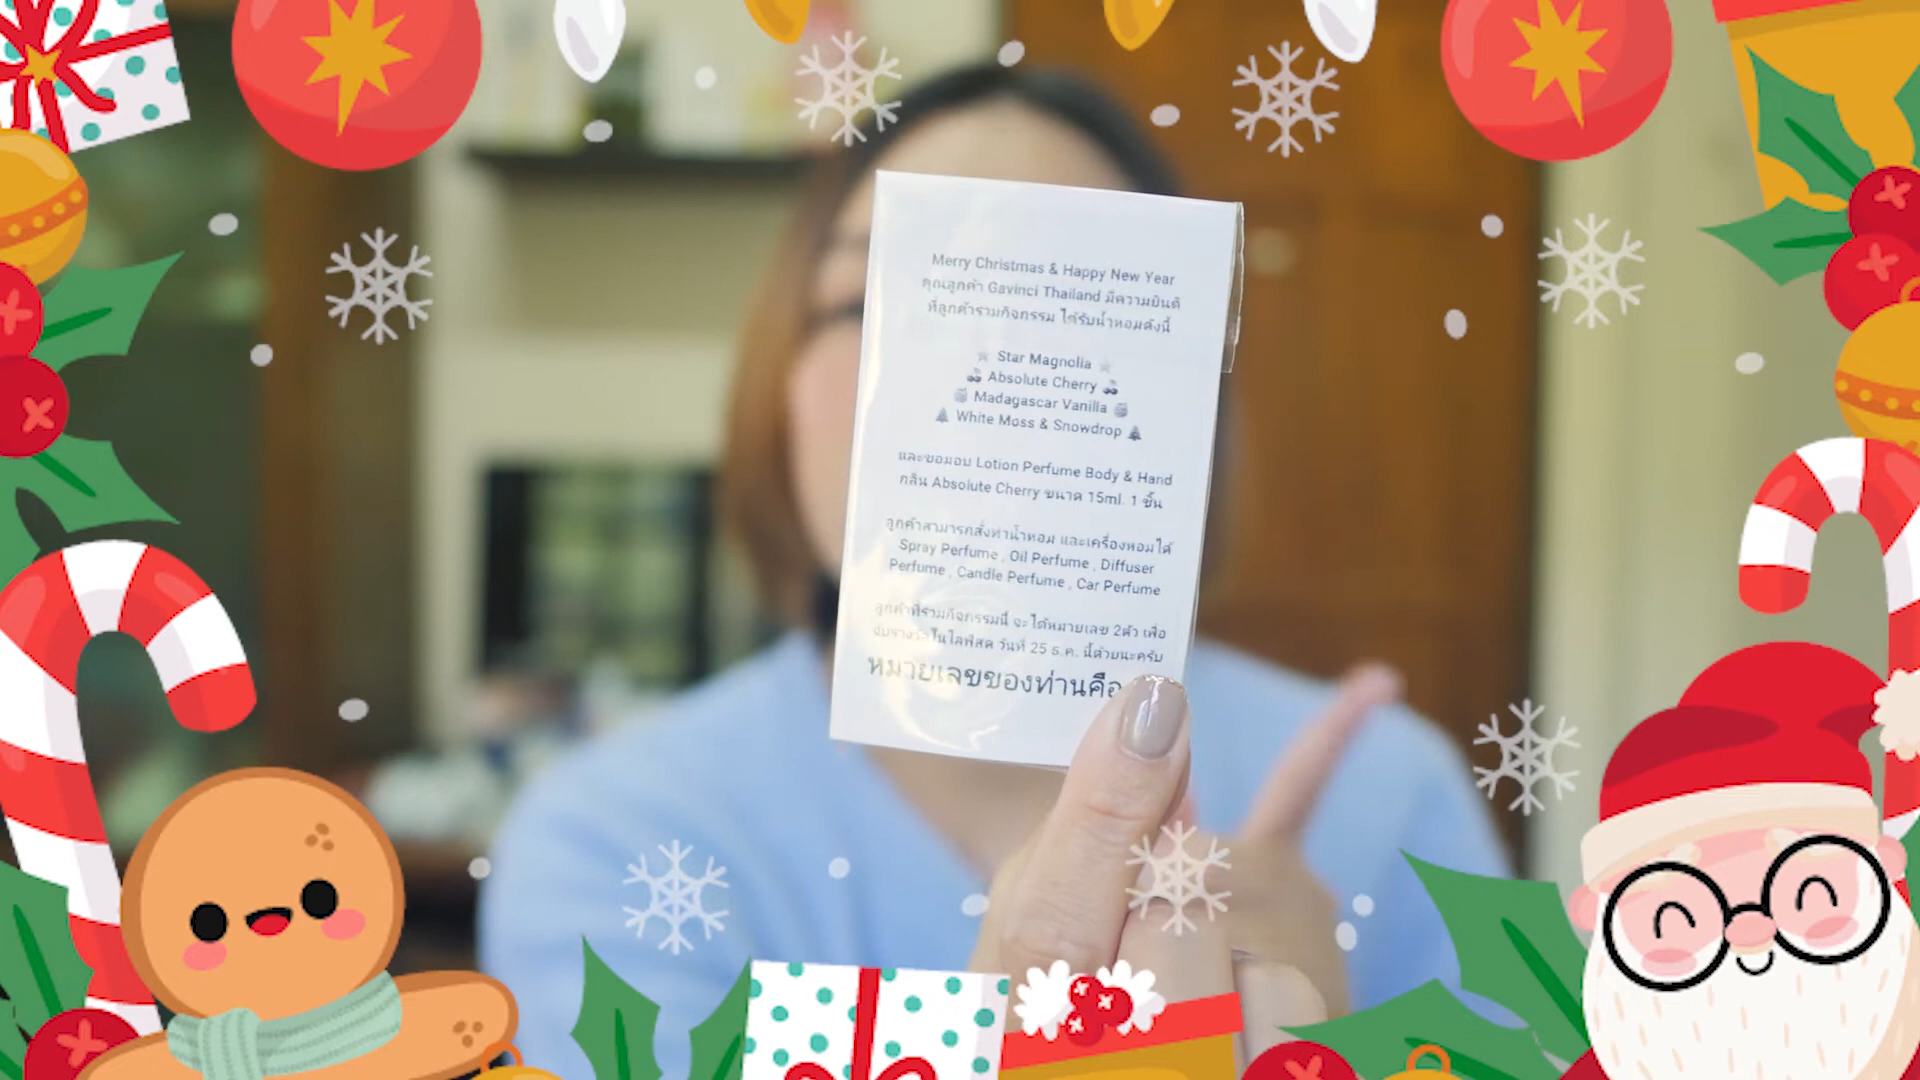 Merry Christmas & Happy New Year
คุณลูกค้า Gavinci Thailand มีความยินดี
ที่ลูกค้าร่วมกิจกรรม ได้รับน้ำหอมดังนี้
Star Magnolia
Absolute Cherry
Madagascar Vanilla
White Moss & Snowdrop
และขอมอบ Lotion Perfume Body & Hand
กลิ่น Absolute Cherry ขนาด 15ml. 1 ชิ้น
ลูกค้าสามารถสั่งทำน้ำหอม และเครื่องหอมได้
Spray Perfume , Oil Perfume , Diffuser
Perfume , Candle Perfume , Car Perfume
ลูกค้าที่ร่วมกิจกรรมนี้ จะได้หมายเลข 2ตัว เพื่อ
จับรางวัลในไลฟ์สด วันที่ 25 ธ.ค. นี้ด้วยนะครับ
หมายเลขของท่านคือ